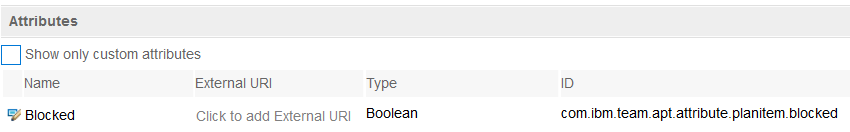 Attributes
Show only custom attributes
Name External URI Type ID
Blocked Click to add External URI Boolean com.ibm.team.apt.attribute.planitem.blocked